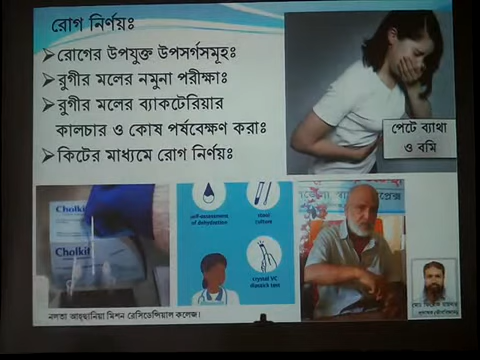 রোগ নির্ণয়ঃ
➤রোগের উপযুক্ত উপসর্গসমূহঃ
➤রুগীর মলের নমুনা পরীক্ষাঃ
➤রুগীর মলের ব্যাকটেরিয়ার
কালচার ও কোষ পর্যবেক্ষণ করাঃ
➤কিটের মাধ্যমে রোগ নির্ণয়ঃ
পেটে ব্যাথা
ও বমি
Cholkit
Cholkit
self-assessment
of dehydration
stool
culture
crystal VC
dipstick test
নলতা আহ্ছানিয়া মিশন রেসিডেন্সিয়াল কলেজ।